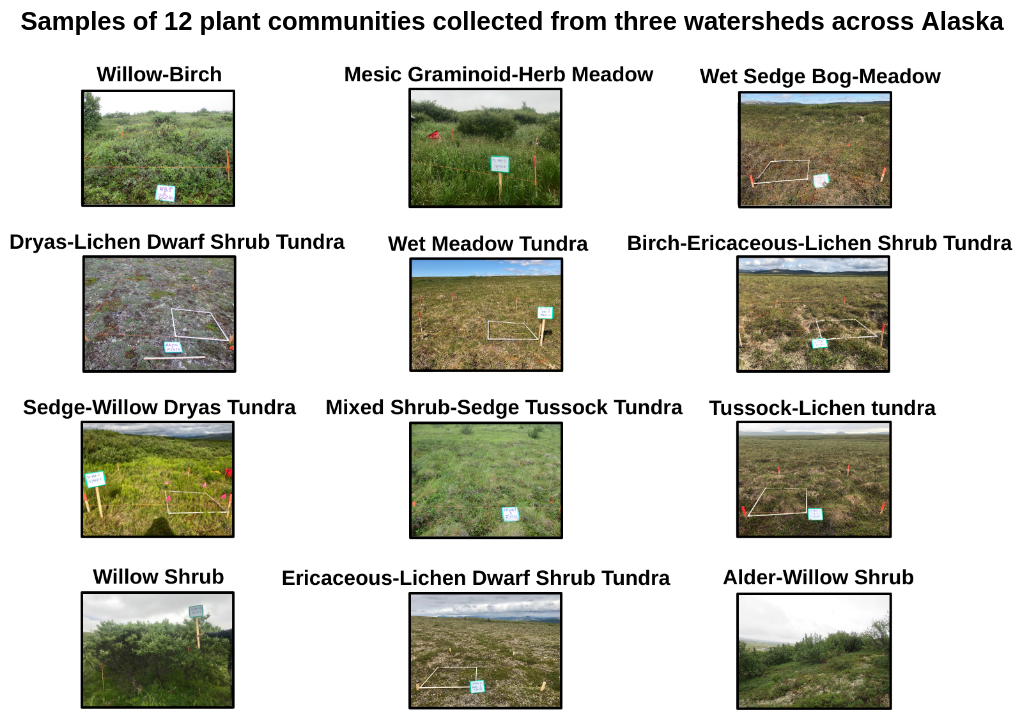 Samples of 12 plant communities collected from three watersheds across Alaska
Willow-Birch
Mesic Graminoid-Herb Meadow
Wet Sedge Bog-Meadow
Dryas-Lichen Dwarf Shrub Tundra
Wet Meadow Tundra
Birch-Ericaceous-Lichen Shrub Tundra
Sedge-Willow Dryas Tundra
Mixed Shrub-Sedge Tussock Tundra
Tussock-Lichen tundra
Willow Shrub
Ericaceous-Lichen Dwarf Shrub Tundra
Alder-Willow Shrub